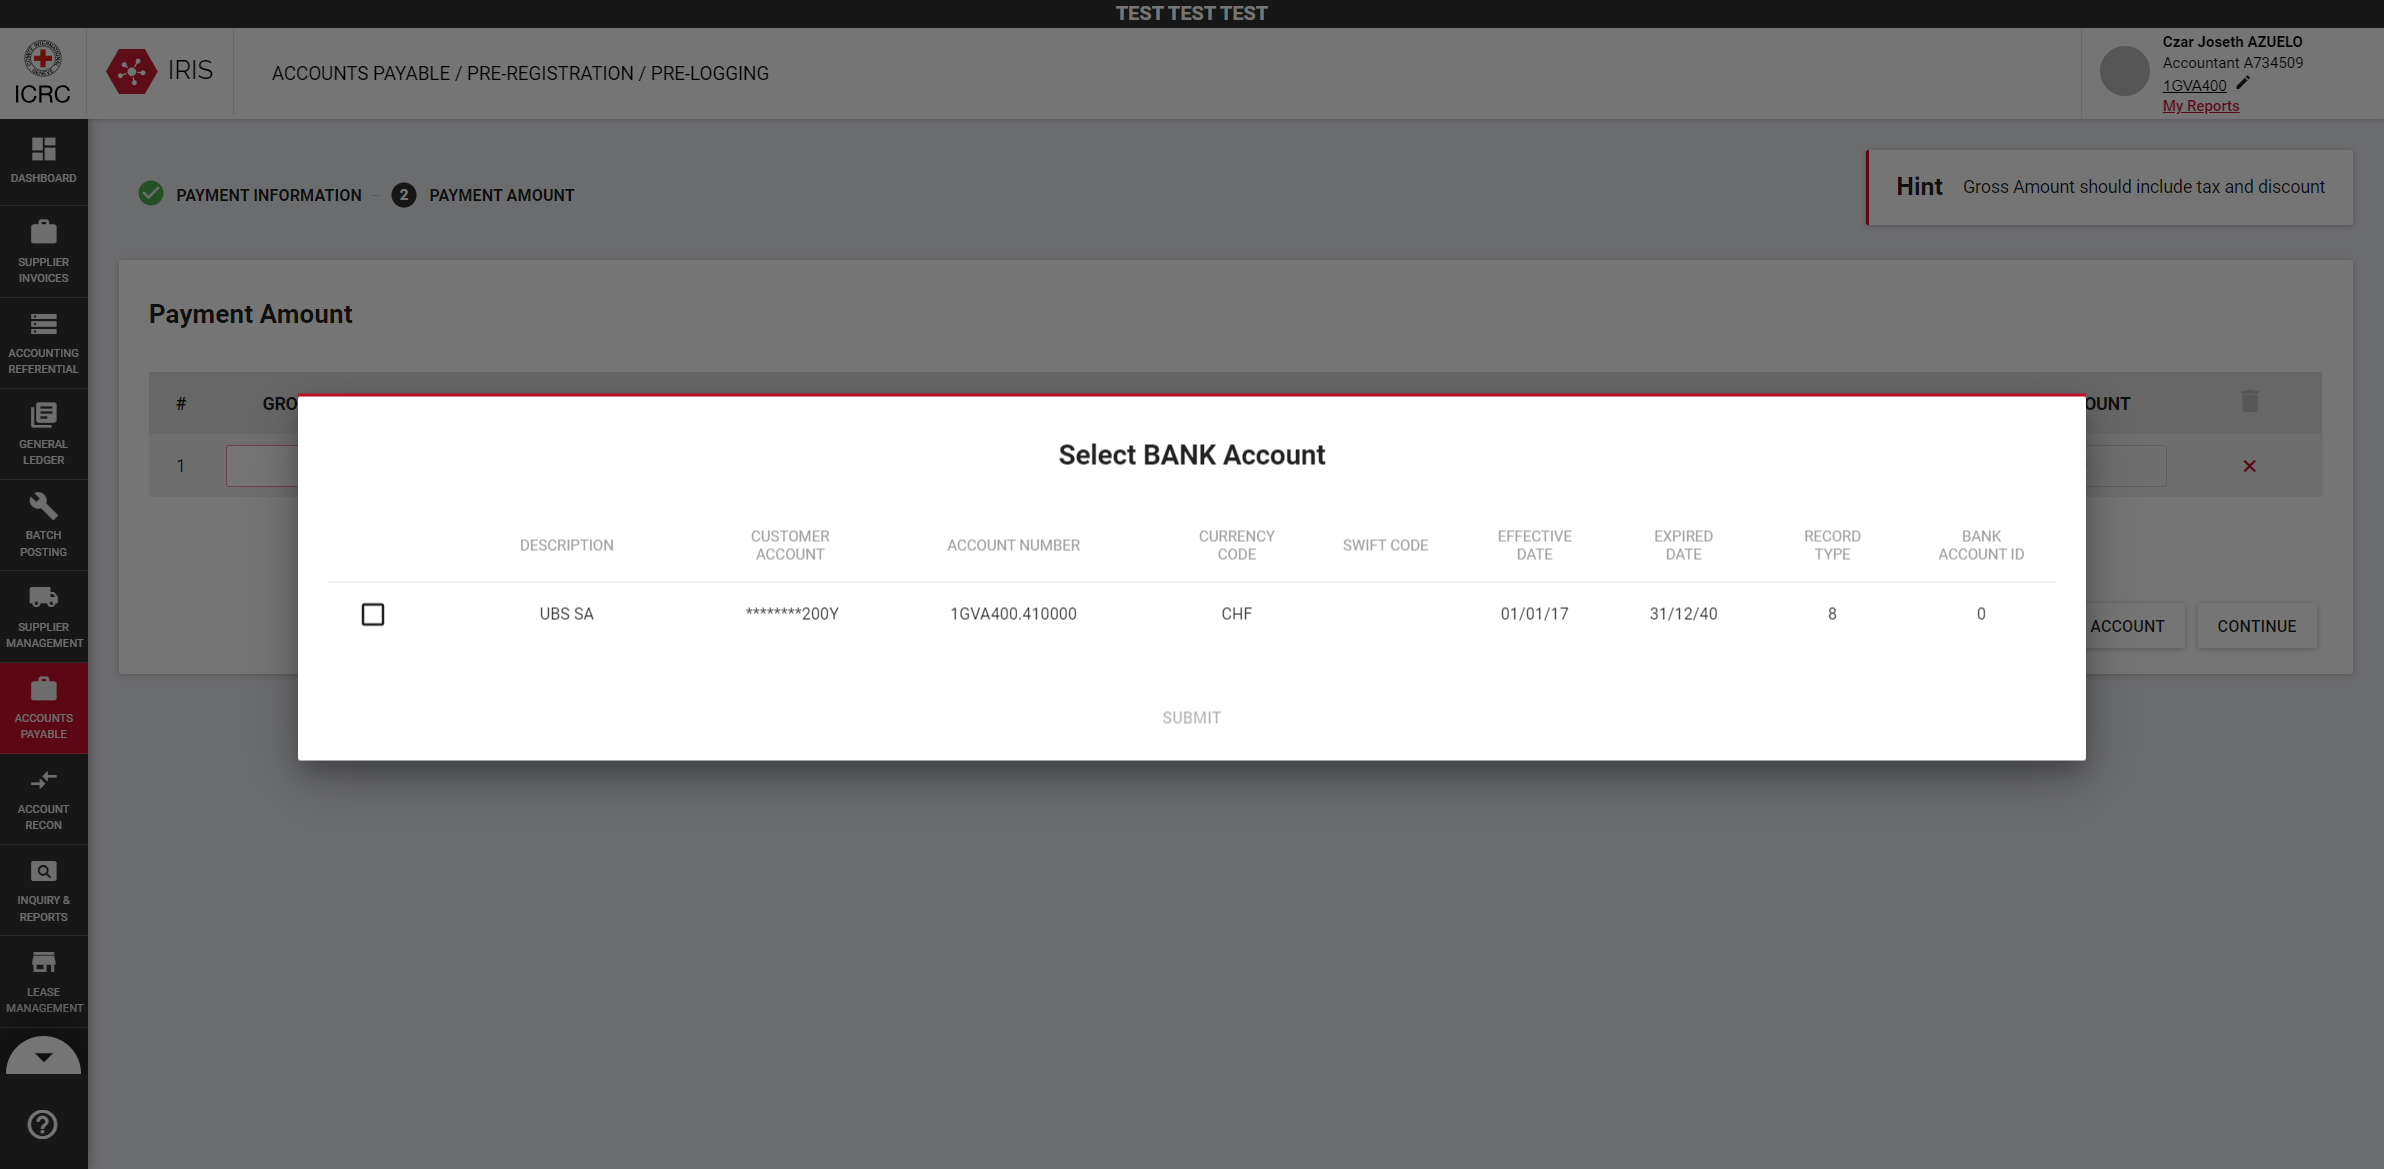 TEST TEST TEST
ICRC
IRIS
ACCOUNTS PAYABLE / PRE-REGISTRATION / PRE-LOGGING
Czar Joseth AZUELO
Accountant A734509
1GVA400
My Reports
DASHBOARD
SUPPLIER
INVOICES
ACCOUNTING
REFERENTIAL
GENERAL
LEDGER
BATCH
POSTING
SUPPLIER
MANAGEMENT
ACCOUNTS
PAYABLE
ACCOUNT
RECON
INQUIRY &
REPORTS
LEASE
MANAGEMENT
PAYMENT INFORMATION - 2 PAYMENT AMOUNT
Hint Gross Amount should include tax and discount
Payment Amount
# GRO OUNT
1
Select BANK Account
DESCRIPTION CUSTOMER ACCOUNT ACCOUNT NUMBER CURRENCY CODE SWIFT CODE EFFECTIVE DATE EXPIRED DATE RECORD TYPE BANK ACCOUNT ID
UBS SA ********200Y 1GVA400.410000 CHF 01/01/17 31/12/40 8 0
SUBMIT
ACCOUNT CONTINUE